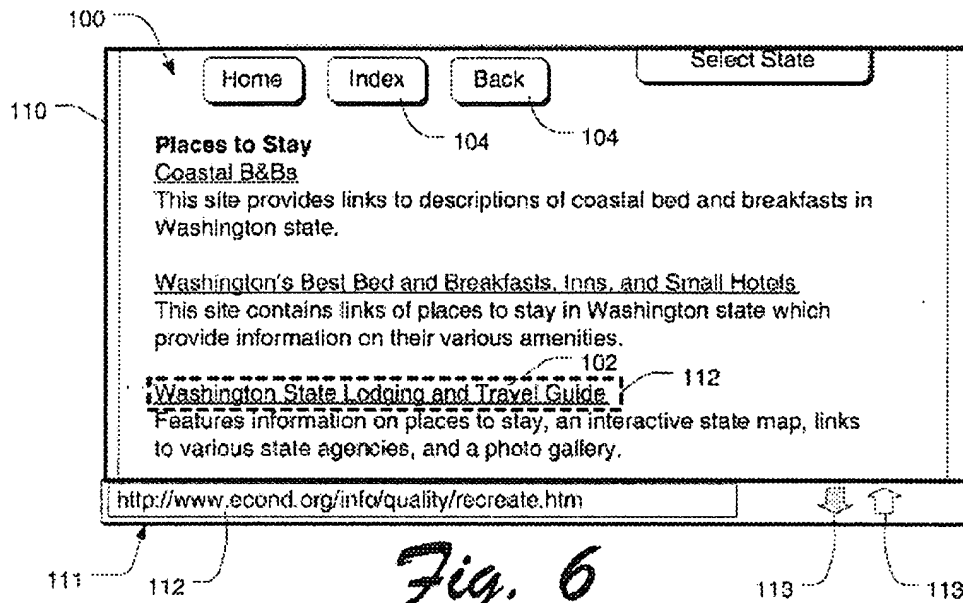 100
Select State
Home Index Back
110
104 104
Places to Stay
Coastal B&Bs
This site provides links to descriptions of coastal bed and breakfasts in
Washington state.
Washington's Best Bed and Breakfasts, Inns, and Small Hotels
This site contains links of places to stay in Washington state which
provide information on their various amenities.
102
112
Washington State Lodging and Travel Guide
Features information on places to stay, an interactive state map, links
to various state agencies, and a photo gallery.
http://www.econd.org/info/quality/recreate.htm
111 112 113 113
Fig. 6